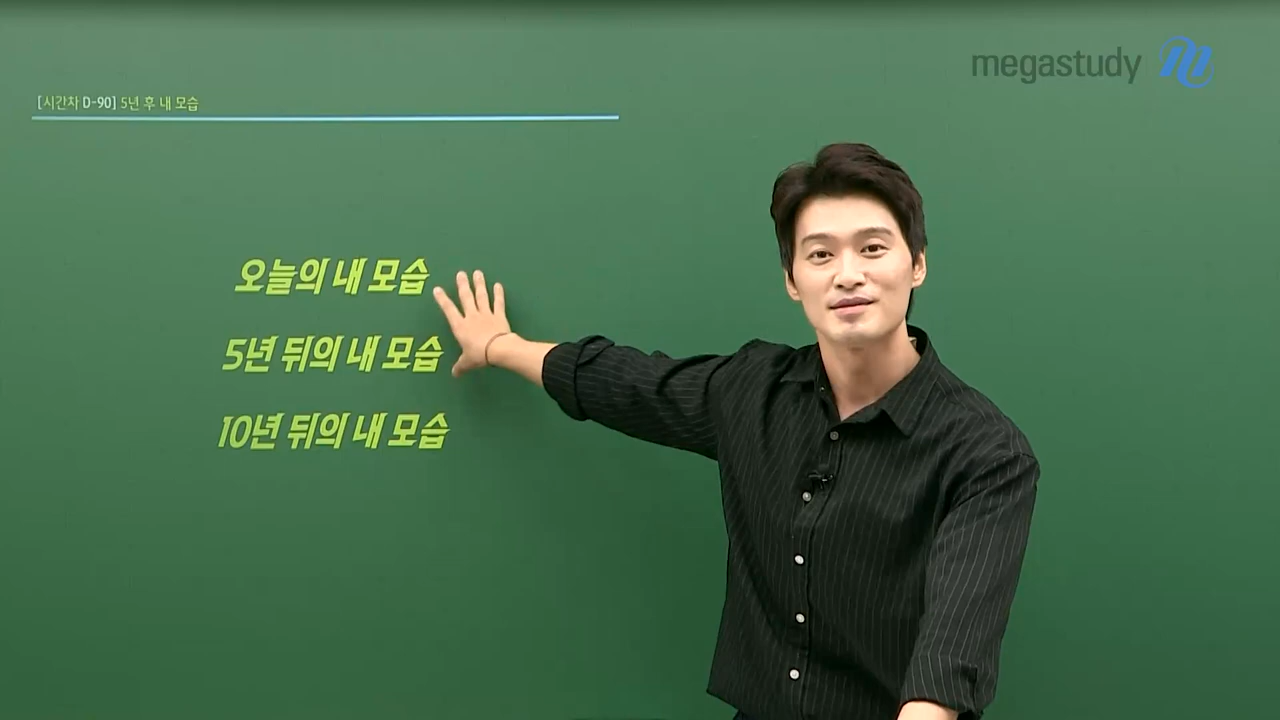 megastudy
[시간차 D-90] 5년 후 내 모습
오늘의 내 모습
5년 뒤의 내 모습
10년 뒤의 내 모습